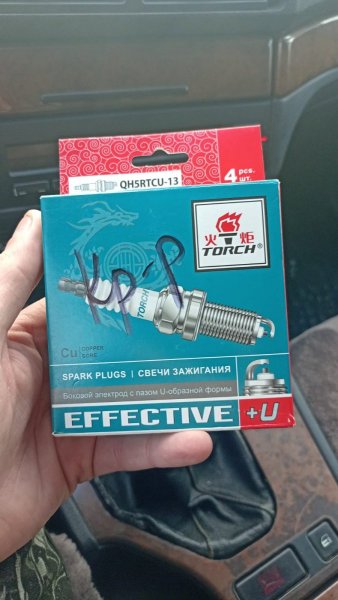 QH5RTCU-13
4 pcs.
шт.
火炬
TORCH®
кр-р
TORCH
Cu COPPER
CORE
SPARK PLUGS | СВЕЧИ ЗАЖИГАНИЯ
Боковой электрод с пазом U-образной формы
EFFECTIVE +U